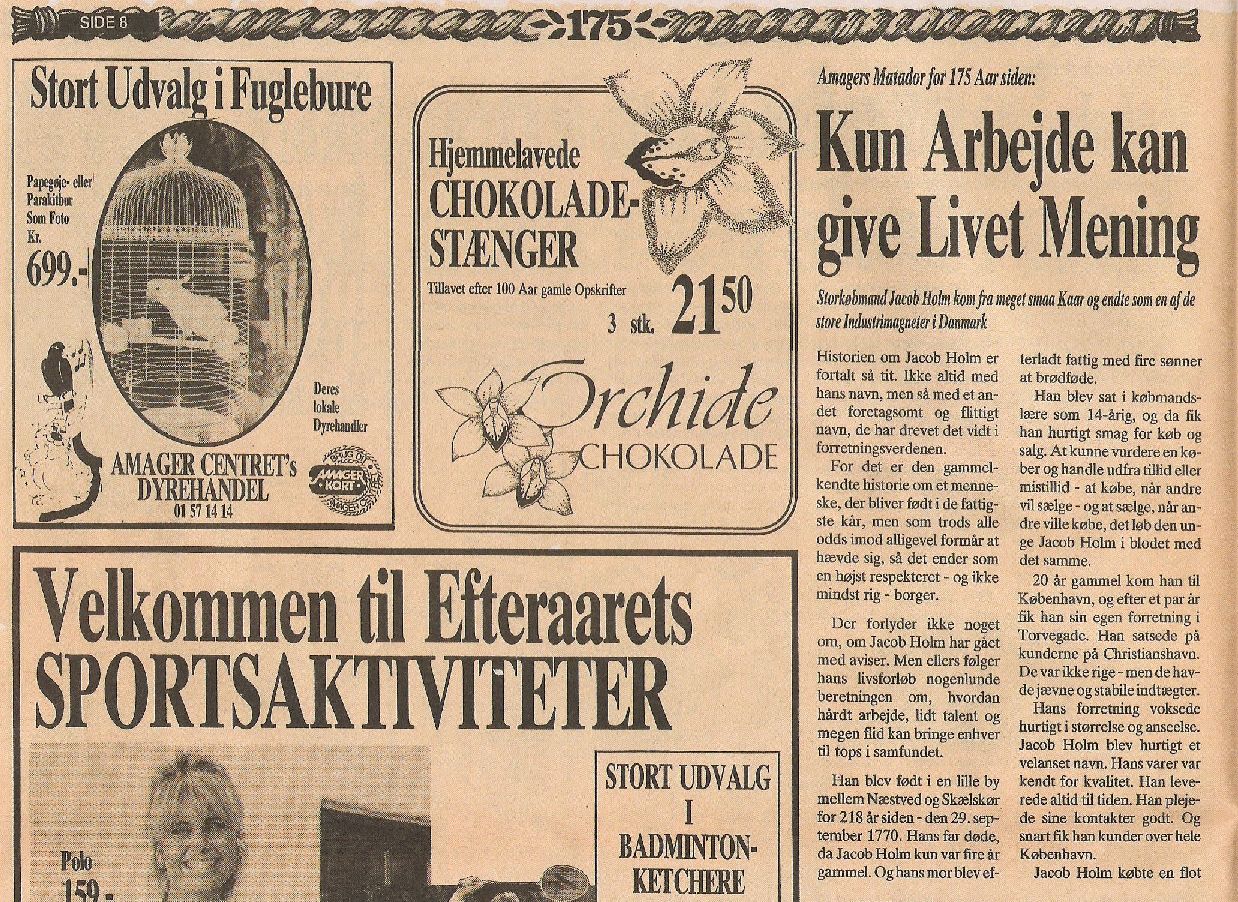 SIDE 8
175
Stort Udvalg i Fuglebure
Papegøje- eller
Parakitbur
Som Foto
Kr.
699.-
Deres
lokale
Dyrehandler
AMAGER CENTRET's
DYREHANDEL
01 57 14 14
AMAGER
KORT
Hjemmelavede
CHOKOLADE-
STÆNGER
Tillavet efter 100 Aar gamle Opskrifter
3 stk. 21 50
Orchide
CHOKOLADE
Velkommen til Efteraarets
SPORTSAKTIVITETER
Polo
159.-
STORT UDVALG
I
BADMINTON-
KETCHERE
Amagers Matador for 175 Aar siden:
Kun Arbejde kan
give Livet Mening
Storkøbmand Jacob Holm kom fra meget smaa Kaar og endte som en af de
store Industrimagneter i Danmark
Historien om Jacob Holm er
fortalt så tit. Ikke altid med
hans navn, men så med et an-
det foretagsomt og flittigt
navn, de har drevet det vidt i
forretningsverdenen.
For det er den gammel-
kendte historie om et menne-
ske, der bliver født i de fattig-
ste kår, men som trods alle
odds imod alligevel formår at
hævde sig, så det ender som
en højst respekteret - og ikke
mindst rig - borger.
Der forlyder ikke noget
om, om Jacob Holm har gået
med aviser. Men ellers følger
hans livsforløb nogenlunde
beretningen om, hvordan
hårdt arbejde, lidt talent og
megen flid kan bringe enhver
til tops i samfundet.
Han blev født i en lille by
mellem Næstved og Skælskør
for 218 år siden - den 29. sep-
tember 1770. Hans far døde,
da Jacob Holm kun var fire år
gammel. Og hans mor blev ef-
terladt fattig med fire sønner
at brødføde.
Han blev sat i købmands-
lære som 14-årig, og da fik
han hurtigt smag for køb og
salg. At kunne vurdere en kø-
ber og handle udfra tillid eller
mistillid - at købe, når andre
vil sælge - og at sælge, når an-
dre ville købe, det løb den un-
ge Jacob Holm i blodet med
det samme.
20 år gammel kom han til
København, og efter et par år
fik han sin egen forretning i
Torvegade. Han satsede på
kunderne på Christianshavn.
De var ikke rige - men de hav-
de jævne og stabile indtægter.
Hans forretning voksede
hurtigt i størrelse og anseelse.
Jacob Holm blev hurtigt et
velanset navn. Hans varer var
kendt for kvalitet. Han leve-
rede altid til tiden. Han pleje-
de sine kontakter godt. Og
snart fik han kunder over hele
København.
Jacob Holm købte en flot